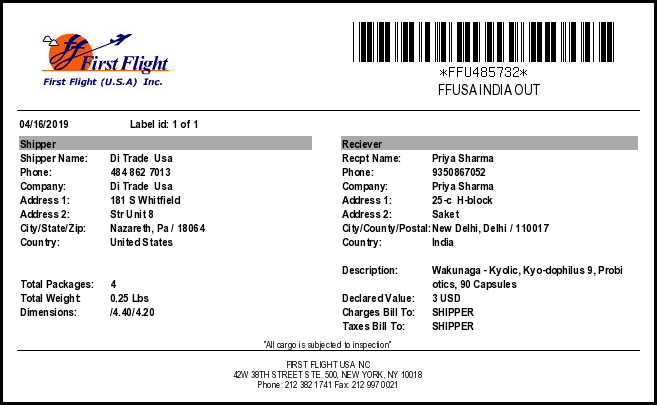 First Flight
First Flight (U.S.A) Inc.
*FFU485732*
FFUSA INDIA OUT
04/16/2019 Label id: 1 of 1
Shipper
Shipper Name: Di Trade Usa
Phone: 484 862 7013
Company: Di Trade Usa
Address 1: 181 S Whitfield
Address 2: Str Unit 8
City/State/Zip: Nazareth, Pa / 18064
Country: United States
Total Packages: 4
Total Weight: 0.25 Lbs
Dimensions: /4.40/4.20
Reciever
Recpt Name: Priya Sharma
Phone: 9350867052
Company: Priya Sharma
Address 1: 25-c H-block
Address 2: Saket
City/County/Postal: New Delhi, Delhi / 110017
Country: India
Description: Wakunaga - Kyolic, Kyo-dophilus 9, Probi
otics, 90 Capsules
Declared Value: 3 USD
Charges Bill To: SHIPPER
Taxes Bill To: SHIPPER
"All cargo is subjected to inspection"
FIRST FLIGHT USA INC
42W 38TH STREET STE. 500, NEW YORK, NY 10018
Phone: 212 382 1741 Fax: 212 997 0021